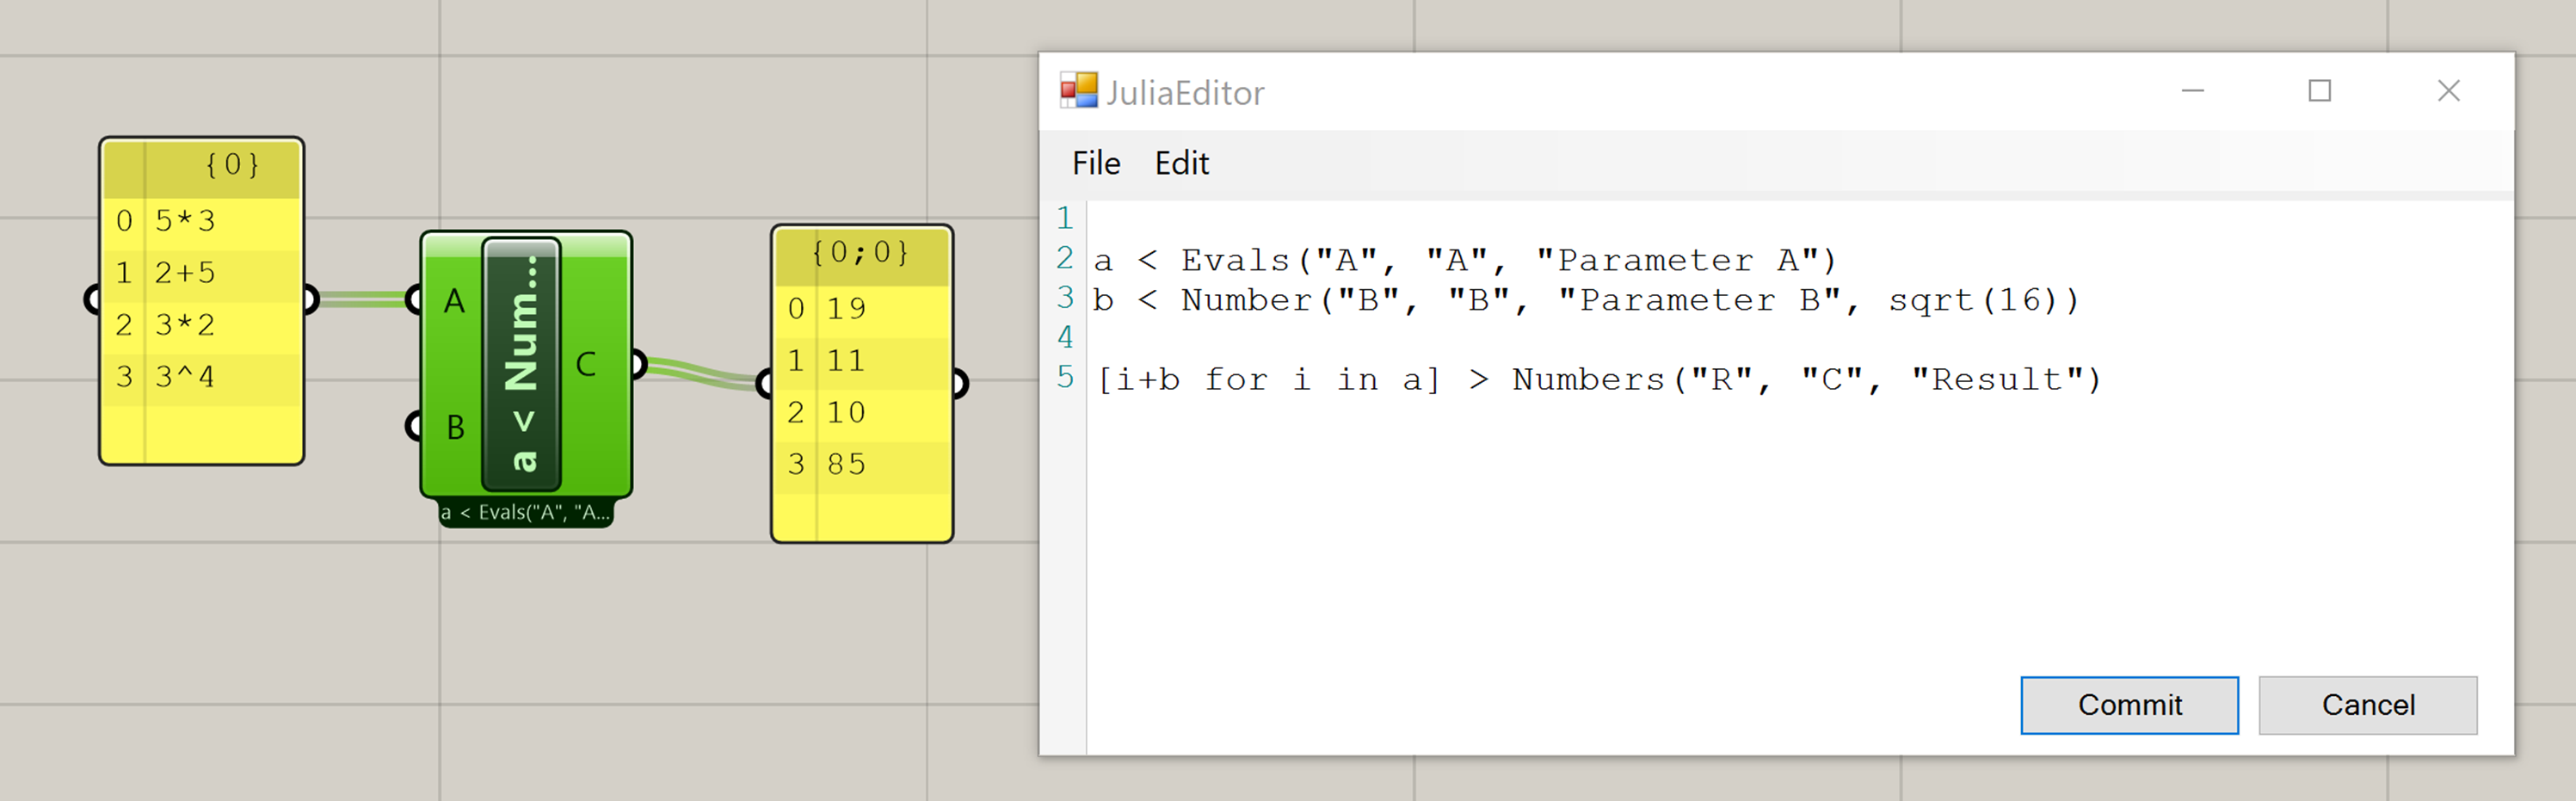 {0}
0 5*3
1 2+5
2 3*2
3 3^4
A
B
a < Num...
C
a < Evals("A", "A...
{0;0}
0 19
1 11
2 10
3 85
JuliaEditor
File Edit
1
2 a < Evals("A", "A", "Parameter A")
3 b < Number("B", "B", "Parameter B", sqrt(16))
4
5 [i+b for i in a] > Numbers("R", "C", "Result")
Commit Cancel